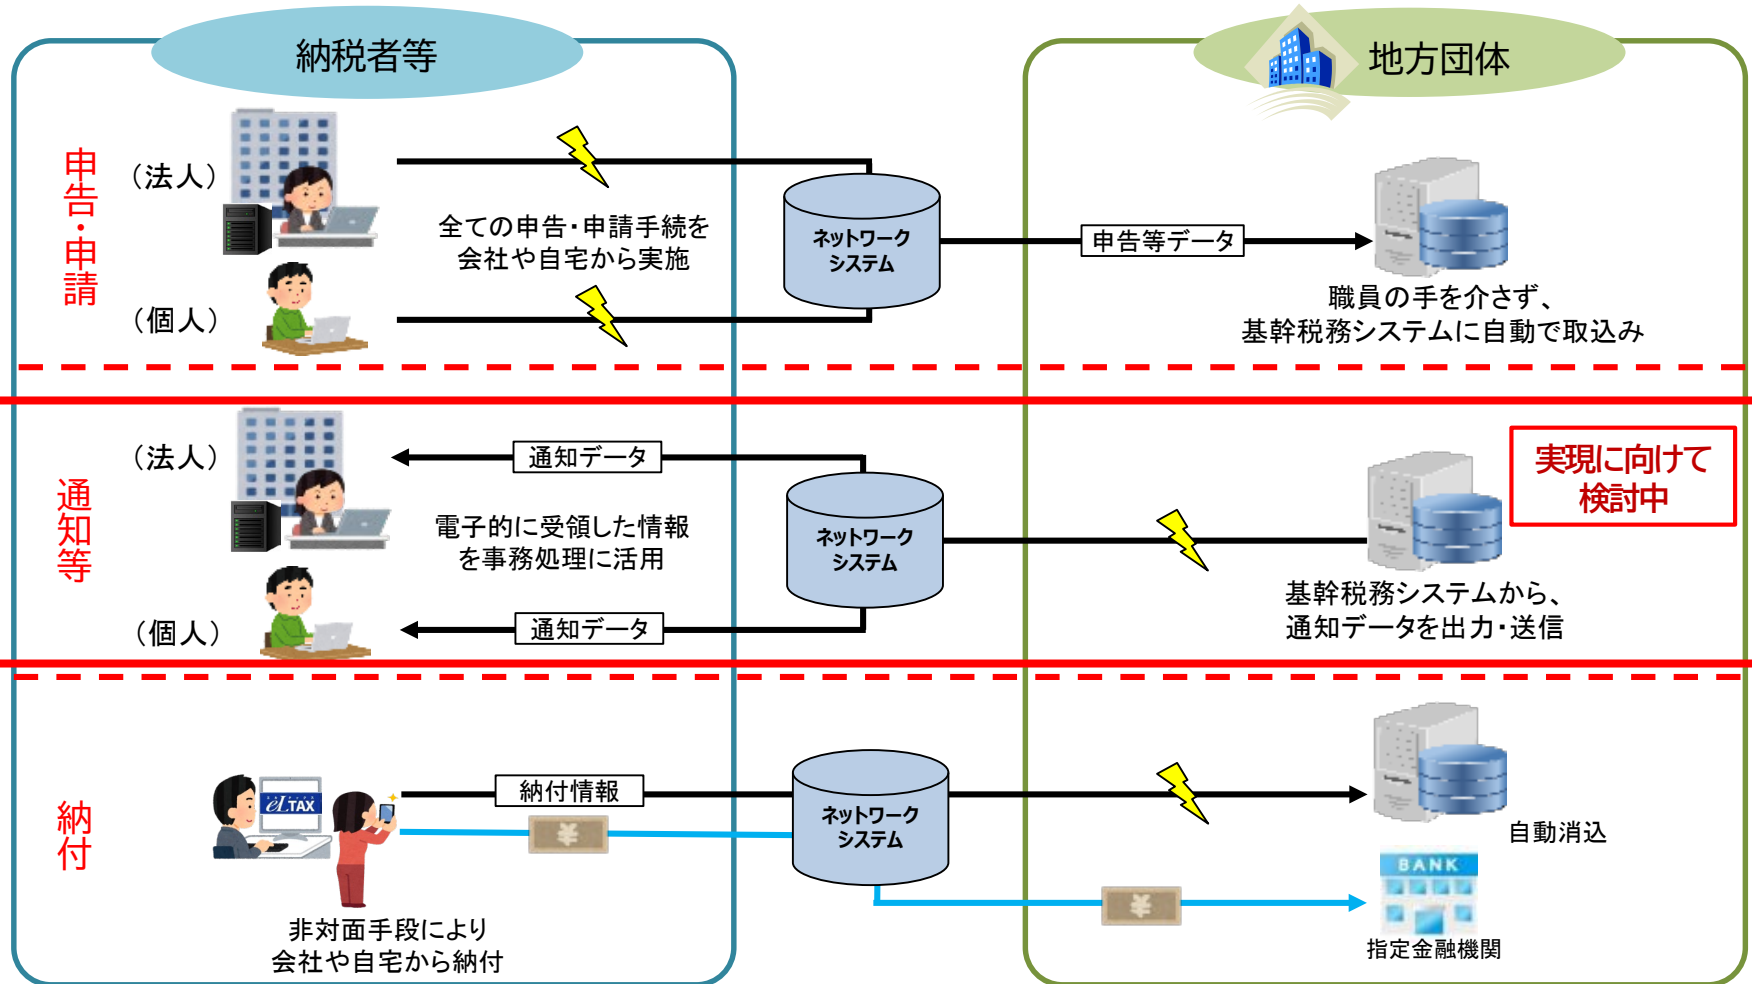 納税者等
地方団体
申告・申請
（法人）
全ての申告・申請手続を
会社や自宅から実施
（個人）
ネットワーク
システム
申告等データ
職員の手を介さず、
基幹税務システムに自動で取込み
通知等
（法人）
通知データ
電子的に受領した情報
を事務処理に活用
（個人）
通知データ
ネットワーク
システム
実現に向けて
検討中
基幹税務システムから、
通知データを出力・送信
納付
eLTAX
納付情報
¥
非対面手段により
会社や自宅から納付
ネットワーク
システム
自動消込
¥
BANK
指定金融機関